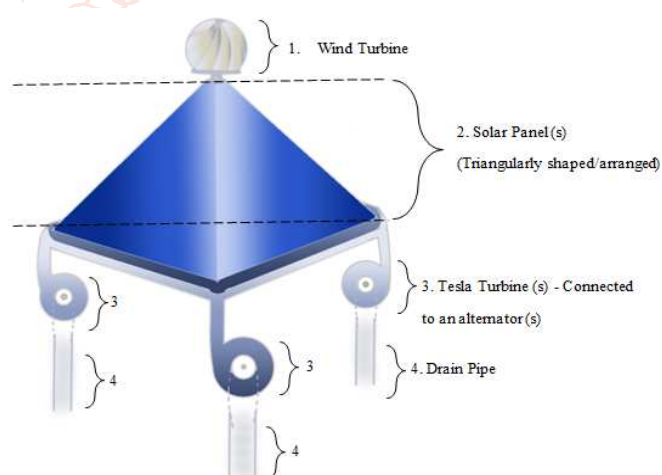 1. Wind Turbine
2. Solar Panel(s)
(Triangularly shaped/arranged)
3. Tesla Turbine (s) - Connected
to an alternator(s)
3
3
4. Drain Pipe
4
4